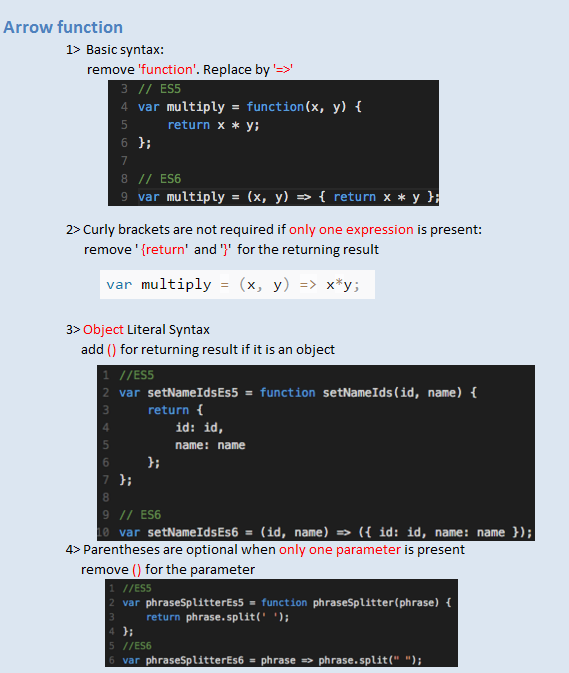 Arrow function
1> Basic syntax:
remove 'function'. Replace by '=>'
3 // ES5
4 var multiply = function(x, y) {
5 return x * y;
6 };
7
8 // ES6
9 var multiply = (x, y) => { return x * y };
2> Curly brackets are not required if only one expression is present:
remove ' {return' and '}' for the returning result
var multiply = (x, y) => x*y;
3> Object Literal Syntax
add () for returning result if it is an object
1 //ES5
2 var setNameIdsEs5 = function setNameIds(id, name) {
3 return {
4 id: id,
5 name: name
6 };
7 };
8
9 // ES6
10 var setNameIdsEs6 = (id, name) => ({ id: id, name: name });
4> Parentheses are optional when only one parameter is present
remove () for the parameter
1 //ES5
2 var phraseSplitterEs5 = function phraseSplitter(phrase) {
3 return phrase.split(' ');
4 };
5 //ES6
6 var phraseSplitterEs6 = phrase => phrase.split(" ");